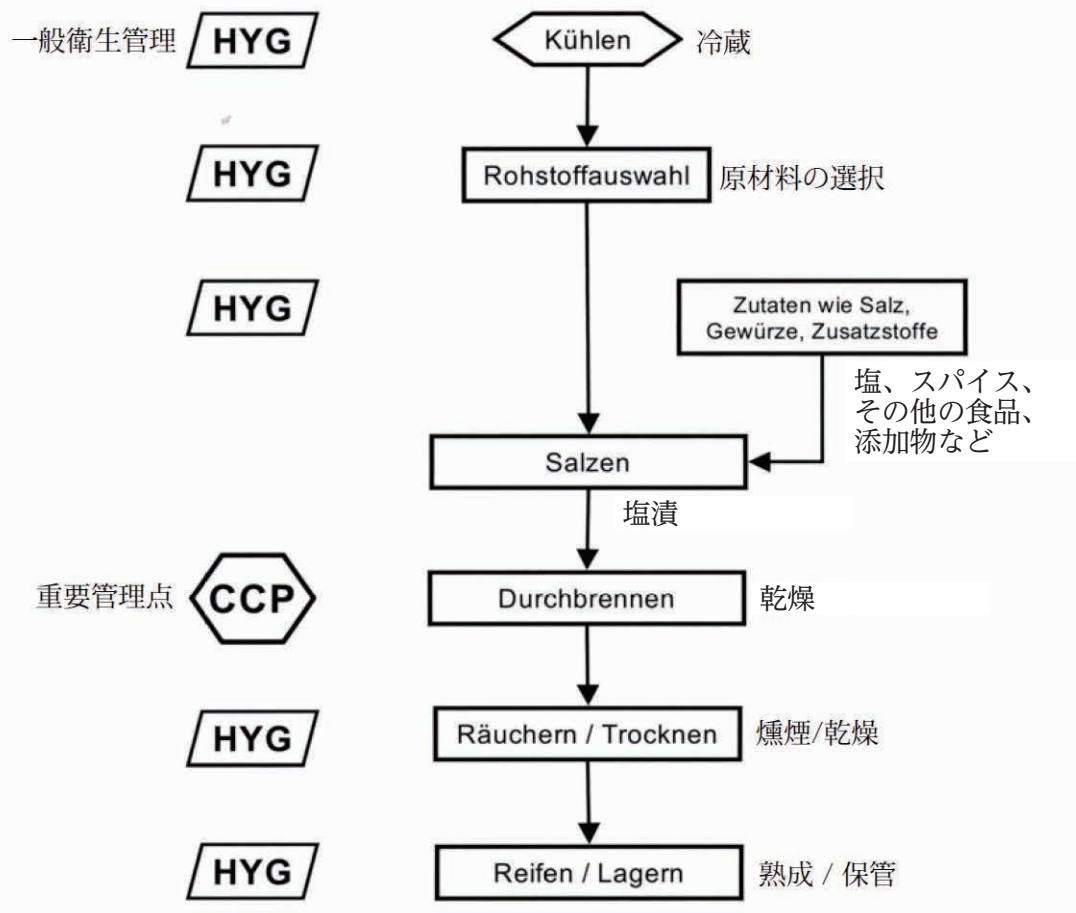 一般衛生管理 HYG Kühlen 冷蔵
HYG Rohstoffauswahl 原材料の選択
HYG
Zutaten wie Salz,
Gewürze, Zusatzstoffe
塩、スパイス、
その他の食品、
添加物など
Salzen
塩漬
重要管理点 CCP Durchbrennen 乾燥
HYG Räuchern / Trocknen 燻煙/乾燥
HYG Reifen / Lagern 熟成 / 保管